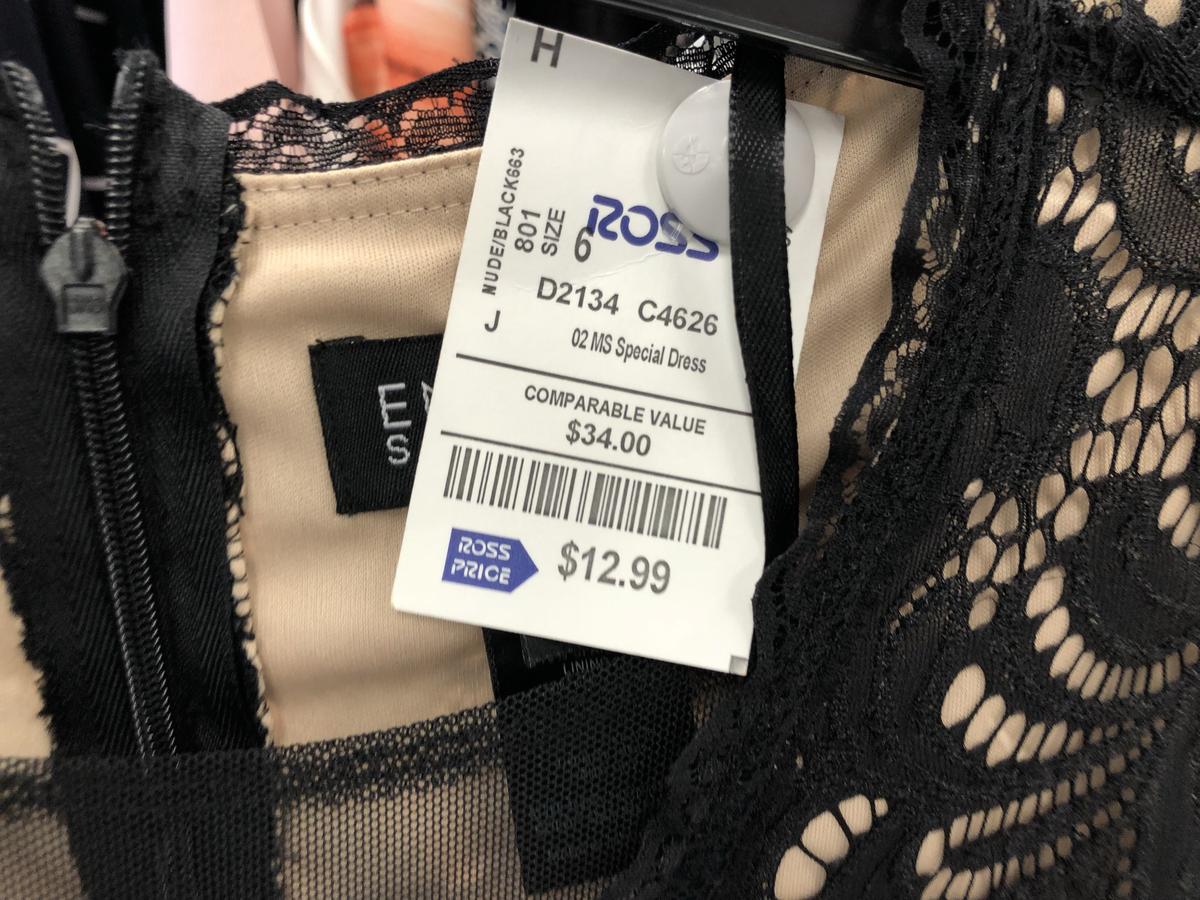 H
NUDE/BLACK663
801
SIZE
6
ROSS
D2134 C4626
J
02 MS Special Dress
COMPARABLE VALUE
$34.00
ROSS
PRICE
$12.99